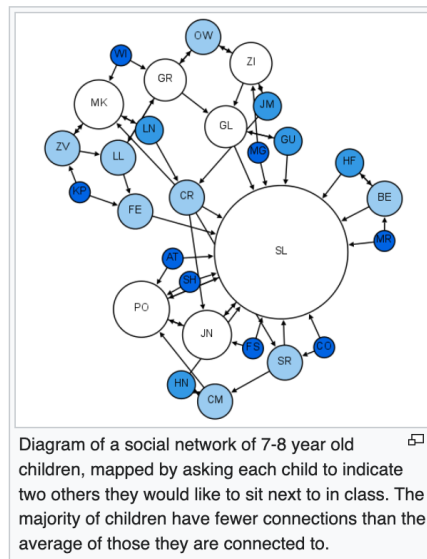 OW
WI
ZI
GR
MK
JM
LN
GL
GU
ZV
LL
MG
HF
KP
CR
BE
FE
MR
SL
AT
SH
PO
JN
FS
CO
SR
HN
CM
Diagram of a social network of 7-8 year old
children, mapped by asking each child to indicate
two others they would like to sit next to in class. The
majority of children have fewer connections than the
average of those they are connected to.